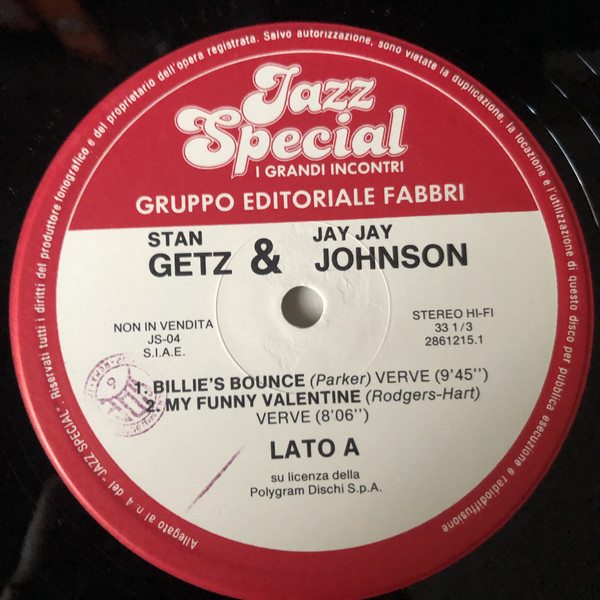 Riservati tutti i diritti del produttore fonografico e del proprietario dell'opera registrata. Salvo autorizzazione, sono vietate la duplicazione, la locazione e l'utilizzazione di questo disco per pubblica esecuzione e radiodiffusione
Jazz
Special
I GRANDI INCONTRI
GRUPPO EDITORIALE FABBRI
STAN
GETZ & JAY JAY
JOHNSON
NON IN VENDITA
JS-04
S.I.A.E.
STEREO HI-FI
33 1/3
2861215.1
1. BILLIE'S BOUNCE (Parker) VERVE (9'45'')
2. MY FUNNY VALENTINE (Rodgers-Hart)
VERVE (8'06'')
LATO A
su licenza della
Polygram Dischi S.p.A.
Allegato al n. 4 del "JAZZ SPECIAL" -